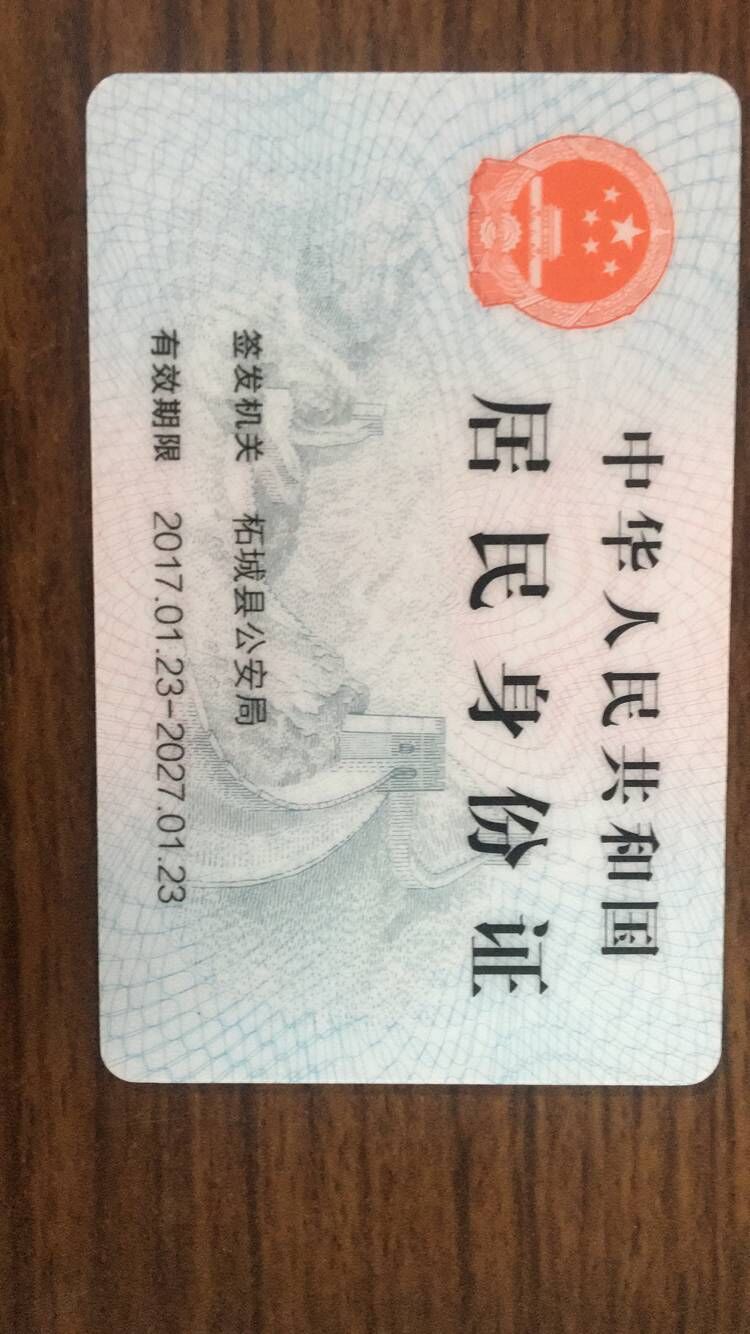 中华人民共和国
居民身份证
签发机关 柘城县公安局
有效期限 2017.01.23-2027.01.23